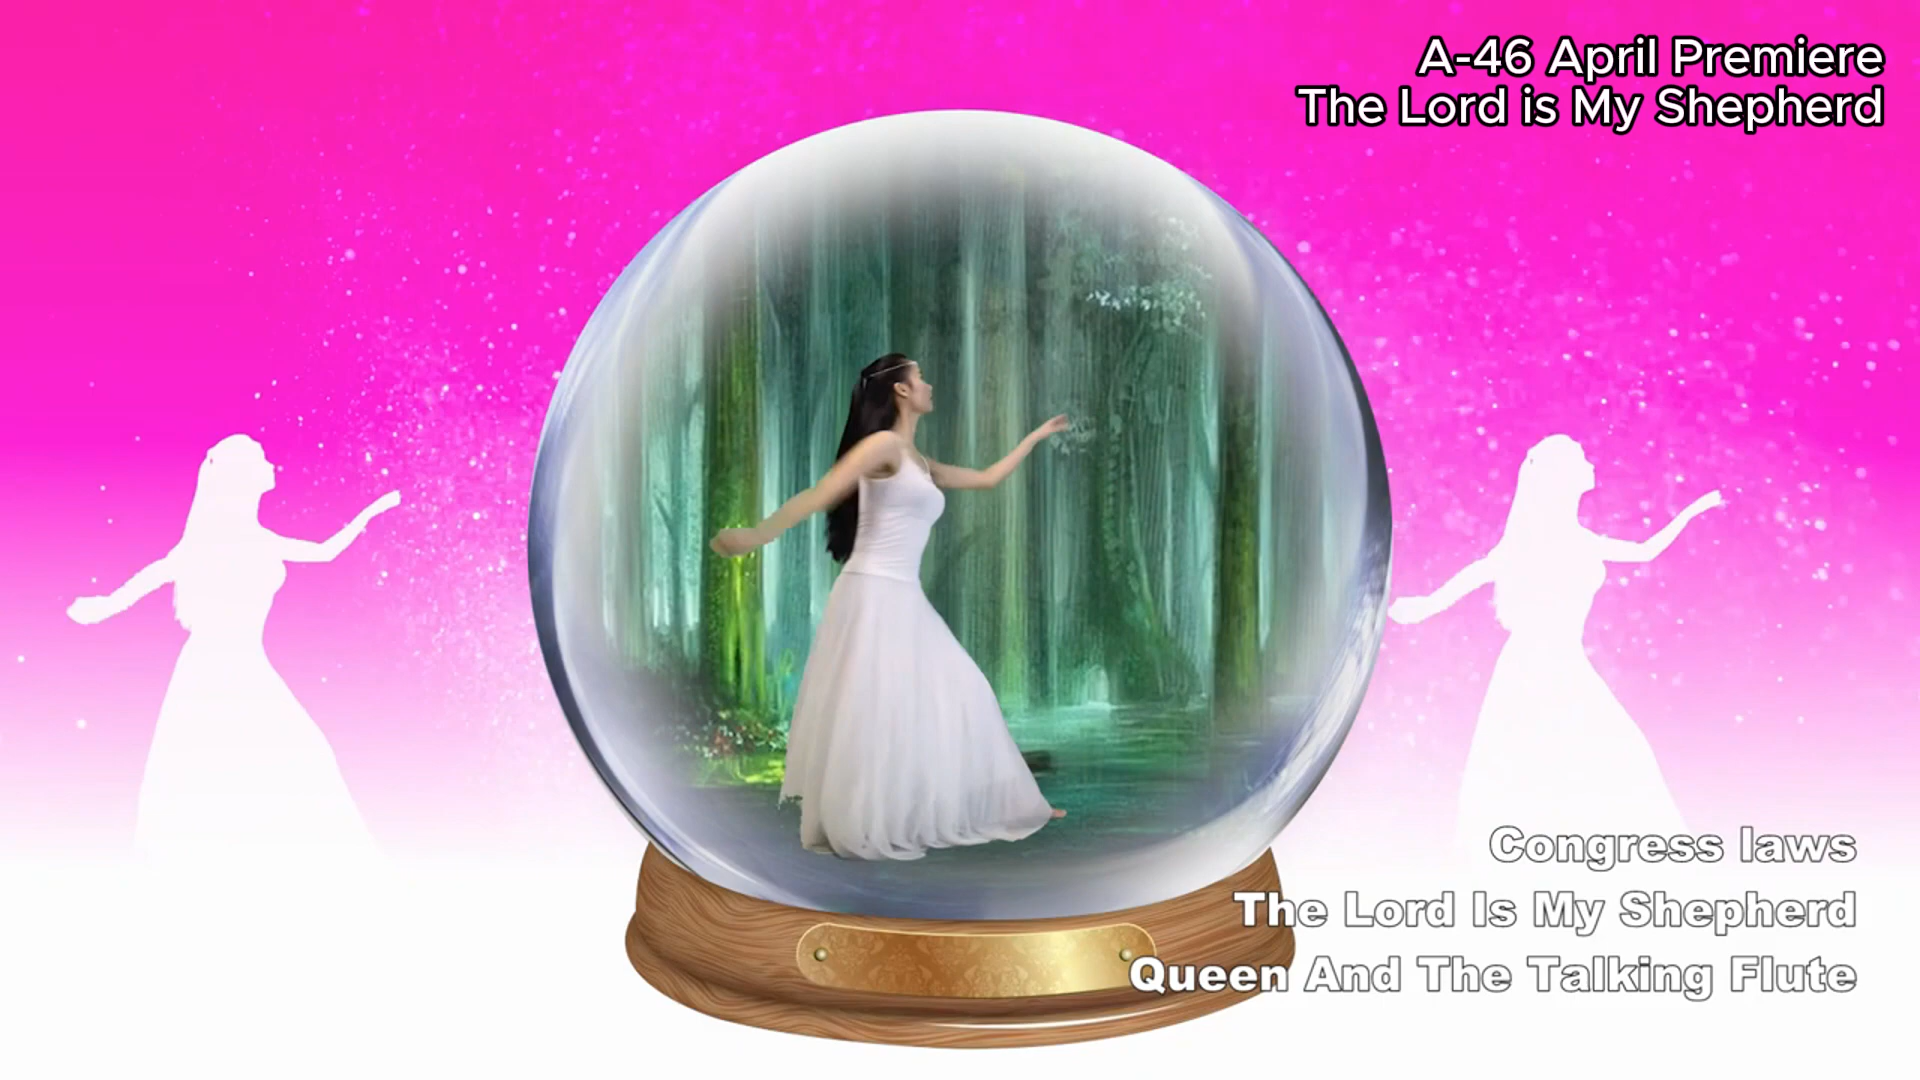 A-46 April Premiere
The Lord is My Shepherd
Congress laws
The Lord Is My Shepherd
Queen And The Talking Flute